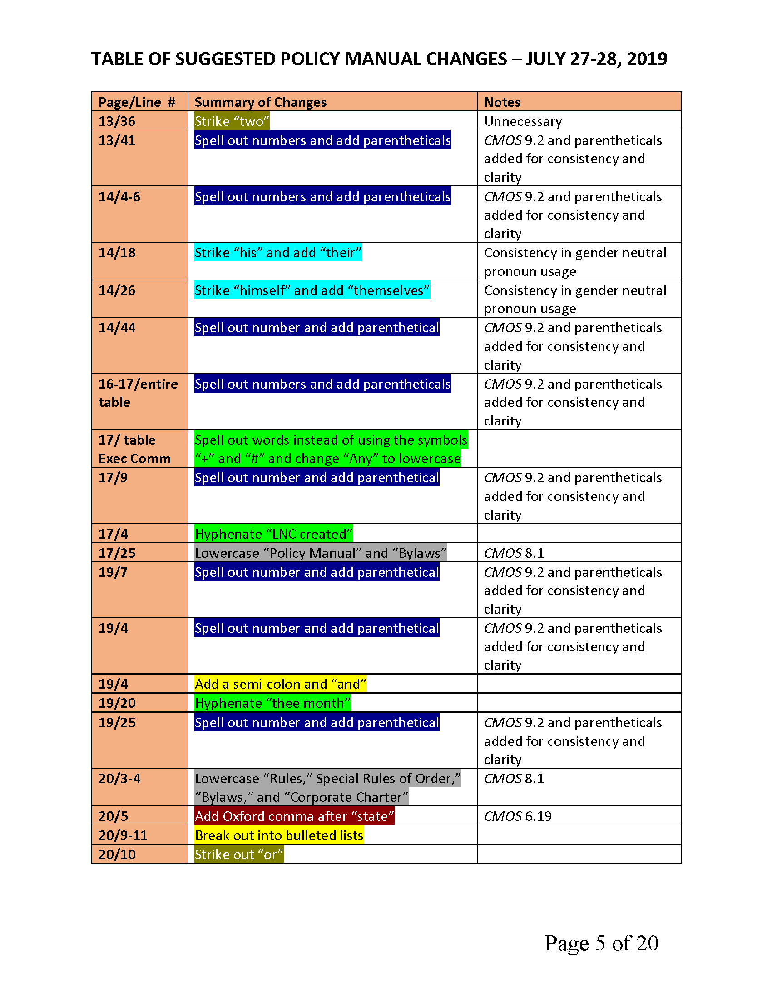 TABLE OF SUGGESTED POLICY MANUAL CHANGES – JULY 27-28, 2019
Page/Line # Summary of Changes Notes
13/36 Strike “two” Unnecessary
13/41 Spell out numbers and add parentheticals CMOS 9.2 and parentheticals
added for consistency and
clarity
14/4-6 Spell out numbers and add parentheticals CMOS 9.2 and parentheticals
added for consistency and
clarity
14/18 Strike “his” and add “their” Consistency in gender neutral
pronoun usage
14/26 Strike “himself” and add “themselves” Consistency in gender neutral
pronoun usage
14/44 Spell out number and add parenthetical CMOS 9.2 and parentheticals
added for consistency and
clarity
16-17/entire Spell out numbers and add parentheticals CMOS 9.2 and parentheticals
table added for consistency and
clarity
17/ table Spell out words instead of using the symbols
Exec Comm “+” and “#” and change “Any” to lowercase
17/9 Spell out number and add parenthetical CMOS 9.2 and parentheticals
added for consistency and
clarity
17/4 Hyphenate “LNC created”
17/25 Lowercase “Policy Manual” and “Bylaws” CMOS 8.1
19/7 Spell out number and add parenthetical CMOS 9.2 and parentheticals
added for consistency and
clarity
19/4 Spell out number and add parenthetical CMOS 9.2 and parentheticals
added for consistency and
clarity
19/4 Add a semi-colon and “and”
19/20 Hyphenate “thee month”
19/25 Spell out number and add parenthetical CMOS 9.2 and parentheticals
added for consistency and
clarity
20/3-4 Lowercase “Rules,” Special Rules of Order,” CMOS 8.1
“Bylaws,” and “Corporate Charter”
20/5 Add Oxford comma after “state” CMOS 6.19
20/9-11 Break out into bulleted lists
20/10 Strike out “or”
Page 5 of 20